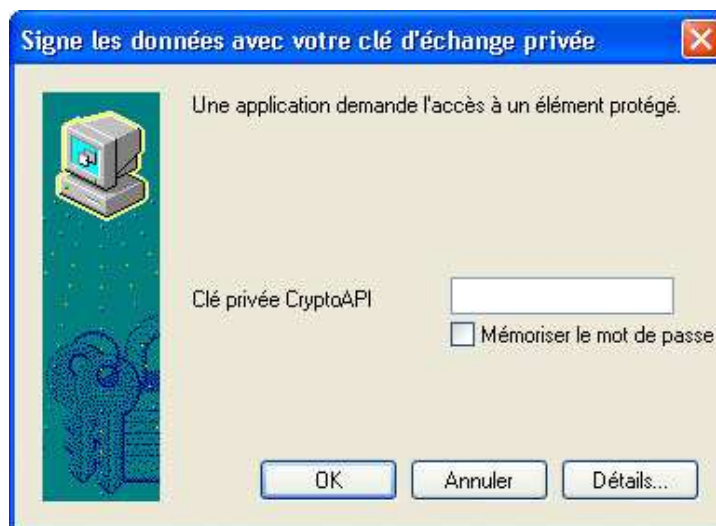 Signe les données avec votre clé d'échange privée
Une application demande l'accès à un élément protégé.
Clé privée CryptoAPI
Mémoriser le mot de passe
OK Annuler Détails...